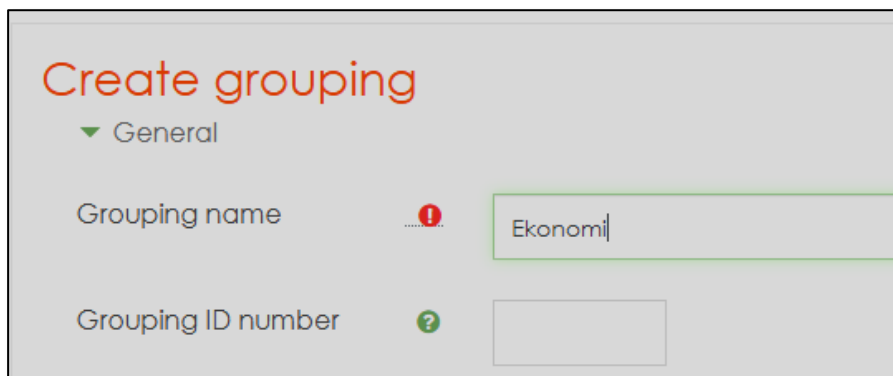 Create grouping
General
Grouping name
Ekonomi
Grouping ID number